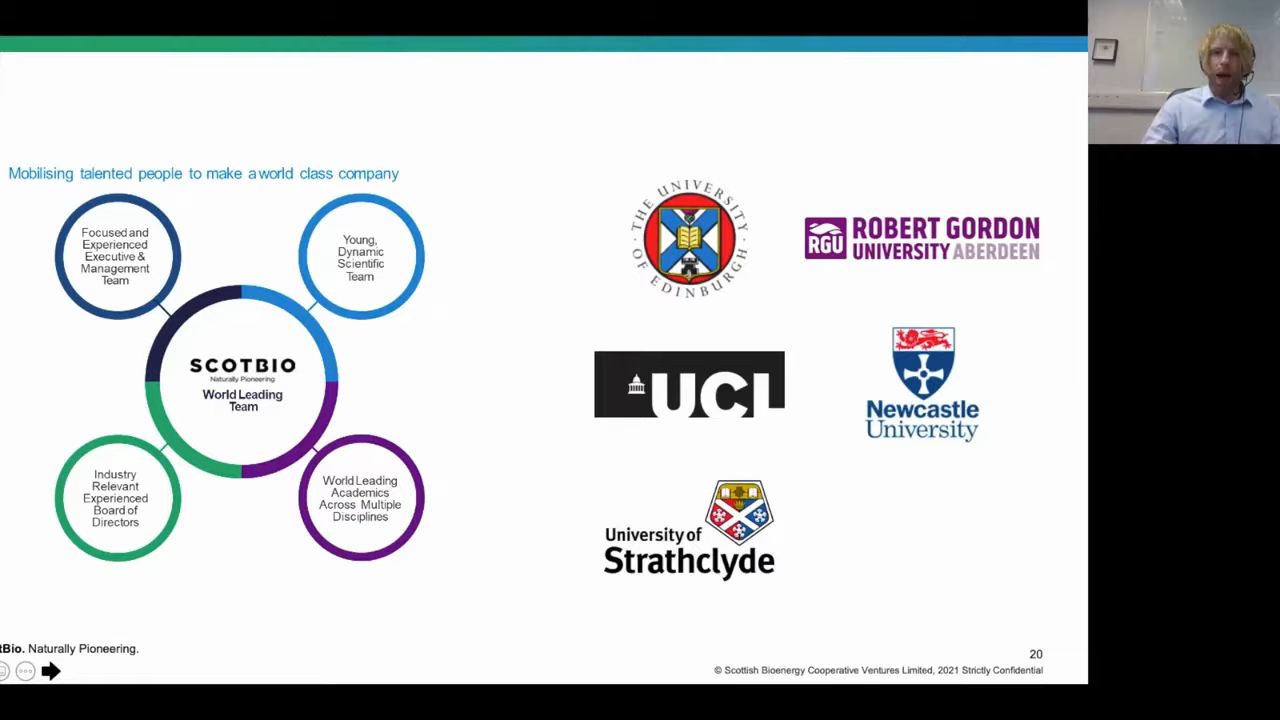 Mobilising talented people to make a world class company
Focused and
Experienced
Executive &
Management
Team
Young,
Dynamic
Scientific
Team
SCOTBIO
Naturally Pioneering
World Leading
Team
Industry
Relevant
Experienced
Board of
Directors
World Leading
Academics
Across Multiple
Disciplines
THE UNIVERSITY OF EDINBURGH
RGU
ROBERT GORDON
UNIVERSITY ABERDEEN
UCL
Newcastle
University
University of
Strathclyde
tBio. Naturally Pioneering.
20
© Scottish Bioenergy Cooperative Ventures Limited, 2021 Strictly Confidential